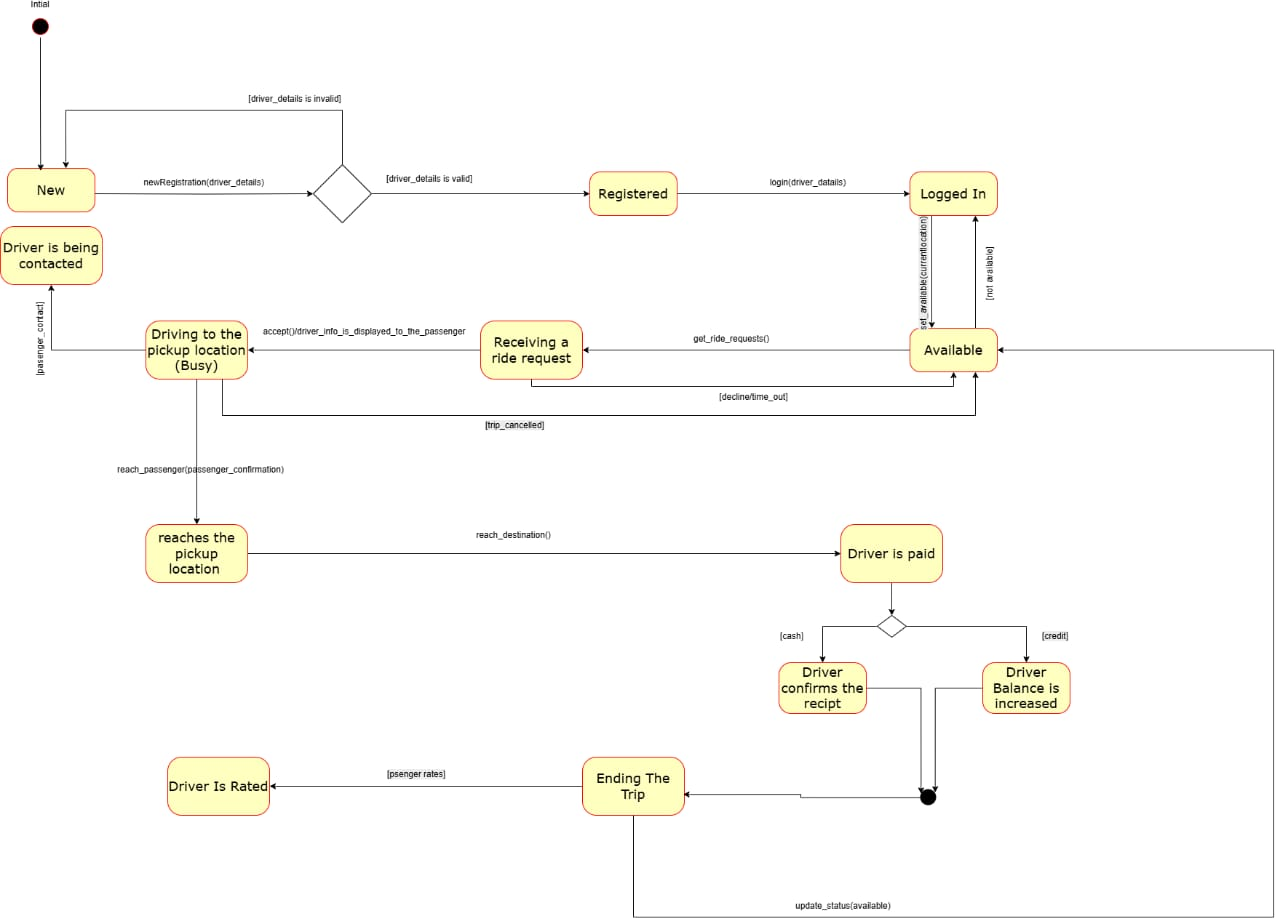 Intial
[driver_details is invalid]
New
newRegistration(driver_details)
[driver_details is valid]
Registered
login(driver_datails)
Logged In
Driver is being
contacted
set_available(currentlocation)
[not available]
[pasenger_contact]
Driving to the
pickup location
(Busy)
accept()/driver_info_is_displayed_to_the_passenger
Receiving a
ride request
get_ride_requests()
Available
[decline/time_out]
[trip_cancelled]
reach_passenger(passenger_confirmation)
reaches the
pickup
location
reach_destination()
Driver is paid
[cash]
[credit]
Driver
confirms the
recipt
Driver
Balance is
increased
Driver Is Rated
[psenger rates]
Ending The
Trip
update_status(available)